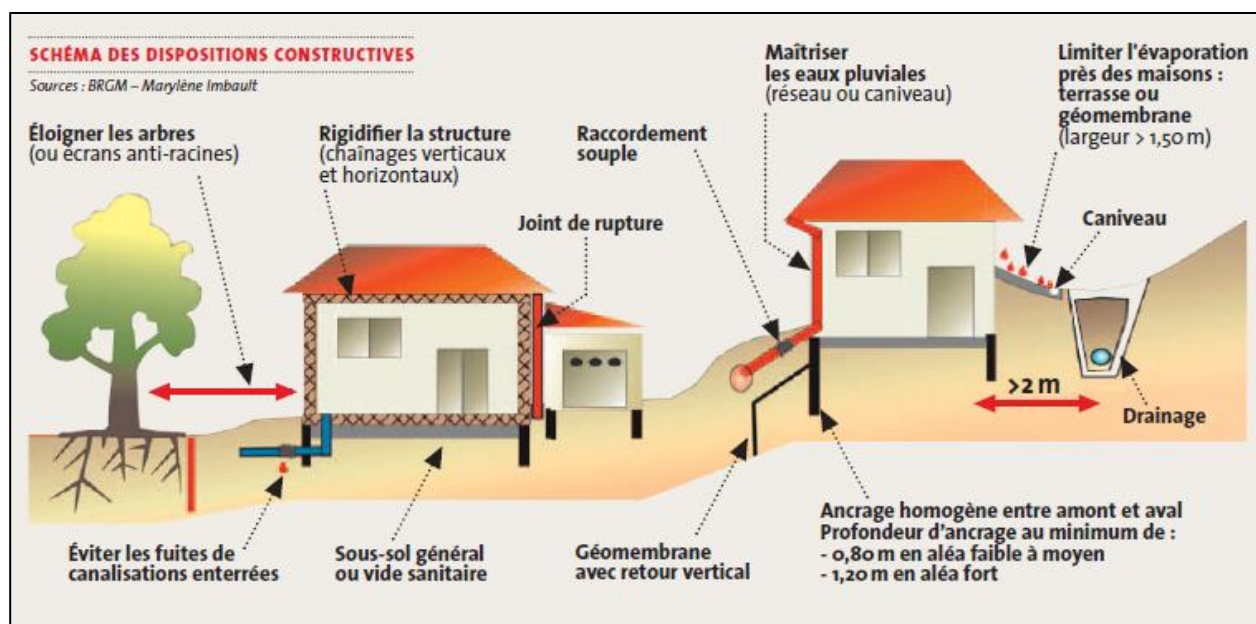 SCHÉMA DES DISPOSITIONS CONSTRUCTIVES
Sources : BRGM – Marylène Imbault
Éloigner les arbres
(ou écrans anti-racines)
Rigidifier la structure
(chaînages verticaux
et horizontaux)
Joint de rupture
Raccordement
souple
Maîtriser
les eaux pluviales
(réseau ou caniveau)
Limiter l'évaporation
près des maisons :
terrasse ou
géomembrane
(largeur > 1,50 m)
Caniveau
>2 m
Drainage
Éviter les fuites de
canalisations enterrées
Sous-sol général
ou vide sanitaire
Géomembrane
avec retour vertical
Ancrage homogène entre amont et aval
Profondeur d'ancrage au minimum de :
- 0,80 m en aléa faible à moyen
- 1,20 m en aléa fort